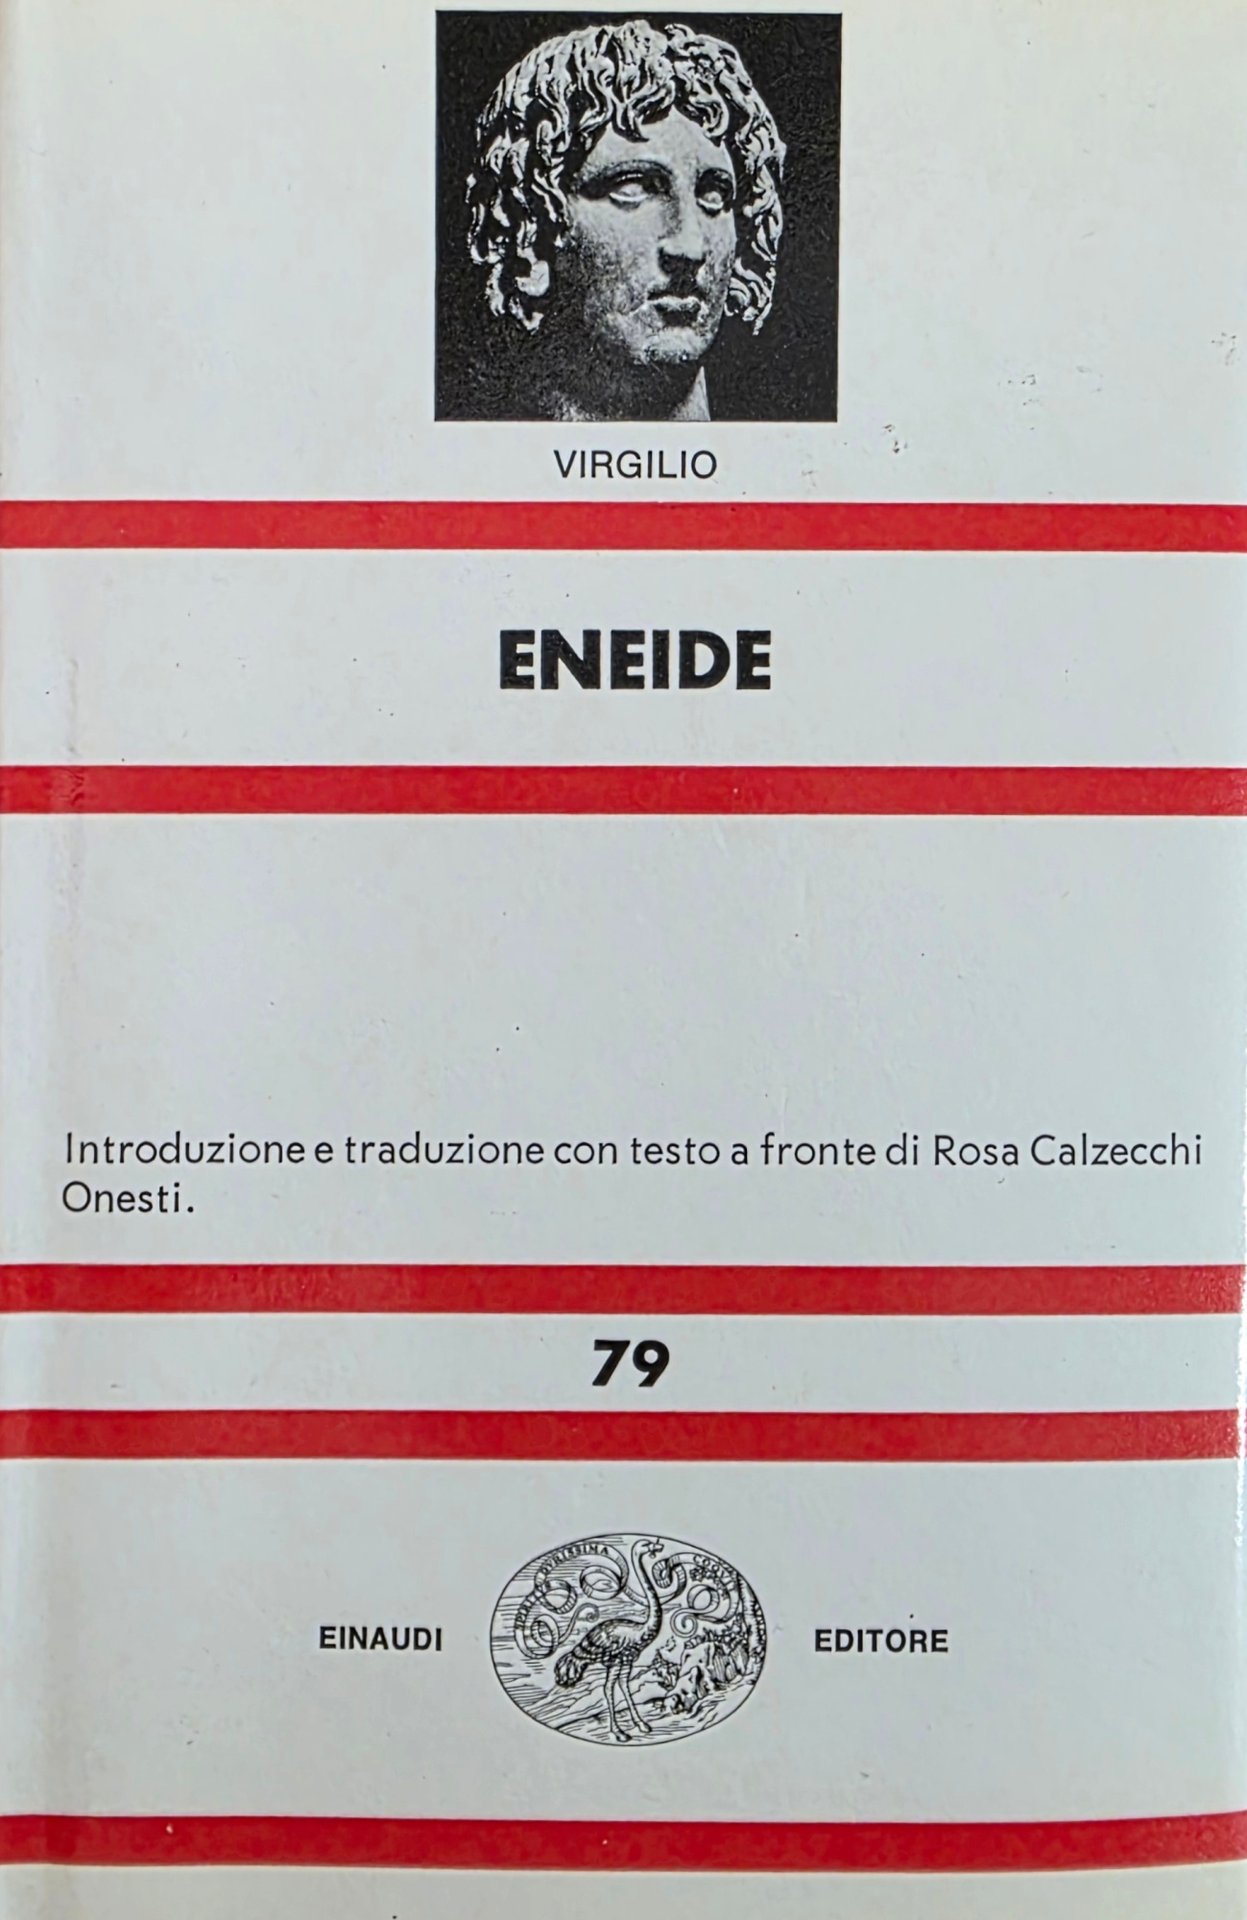 VIRGILIO
ENEIDE
Introduzione e traduzione con testo a fronte di Rosa Calzecchi
Onesti.
79
EINAUDI
EDITORE